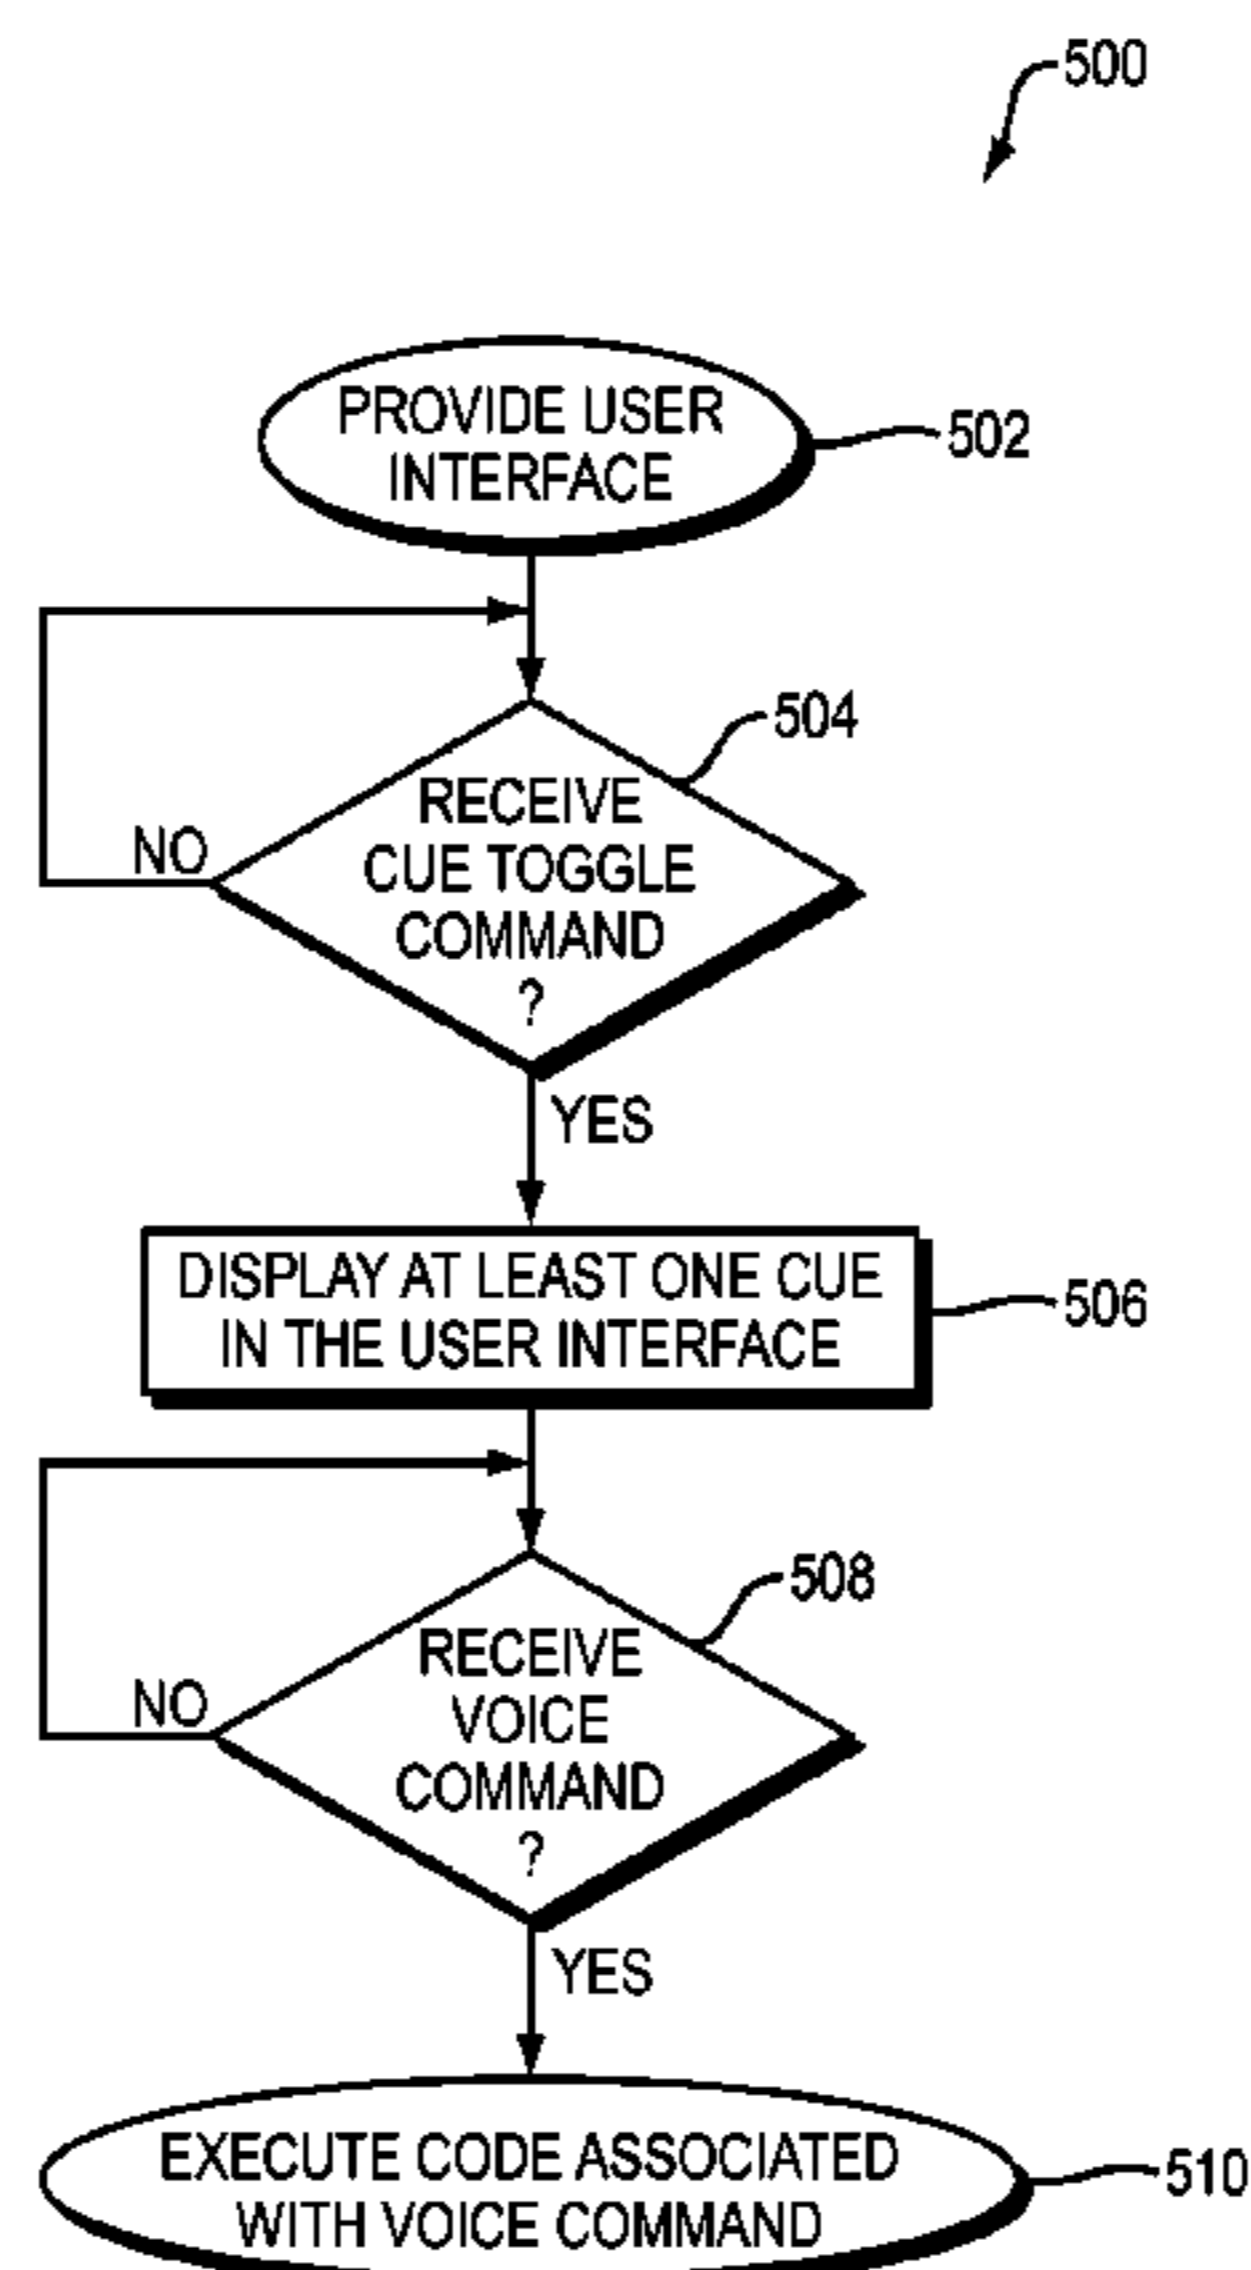 500
PROVIDE USER
INTERFACE
502
504
RECEIVE
CUE TOGGLE
COMMAND
?
NO
YES
DISPLAY AT LEAST ONE CUE
IN THE USER INTERFACE
506
508
RECEIVE
VOICE
COMMAND
?
NO
YES
EXECUTE CODE ASSOCIATED
WITH VOICE COMMAND
510